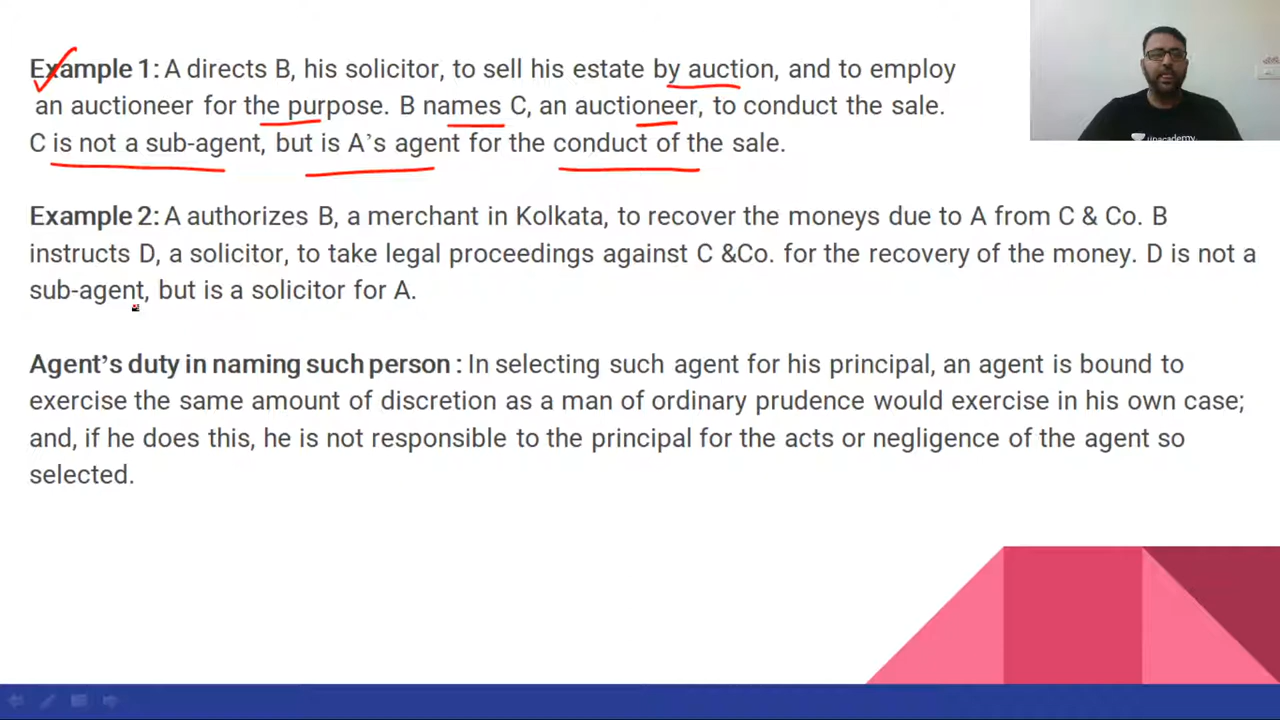 Example 1: A directs B, his solicitor, to sell his estate by auction, and to employ
an auctioneer for the purpose. B names C, an auctioneer, to conduct the sale.
C is not a sub-agent, but is A’s agent for the conduct of the sale.
Example 2: A authorizes B, a merchant in Kolkata, to recover the moneys due to A from C & Co. B
instructs D, a solicitor, to take legal proceedings against C &Co. for the recovery of the money. D is not a
sub-agent, but is a solicitor for A.
Agent’s duty in naming such person : In selecting such agent for his principal, an agent is bound to
exercise the same amount of discretion as a man of ordinary prudence would exercise in his own case;
and, if he does this, he is not responsible to the principal for the acts or negligence of the agent so
selected.